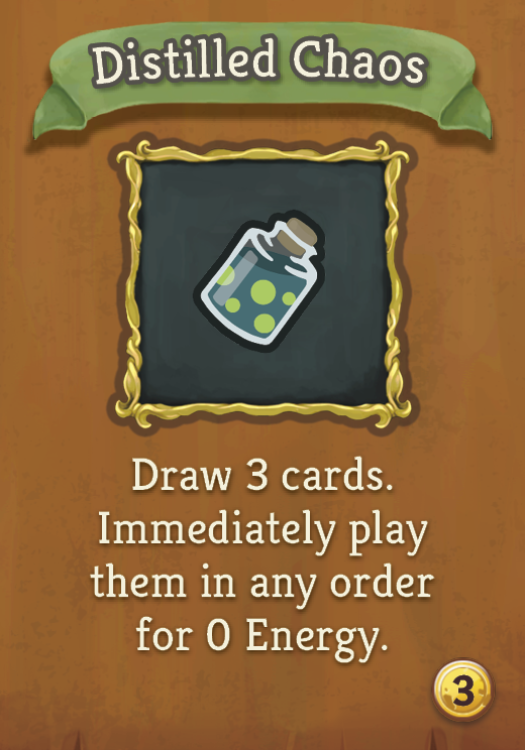 Distilled Chaos
Draw 3 cards.
Immediately play
them in any order
for 0 Energy.
3